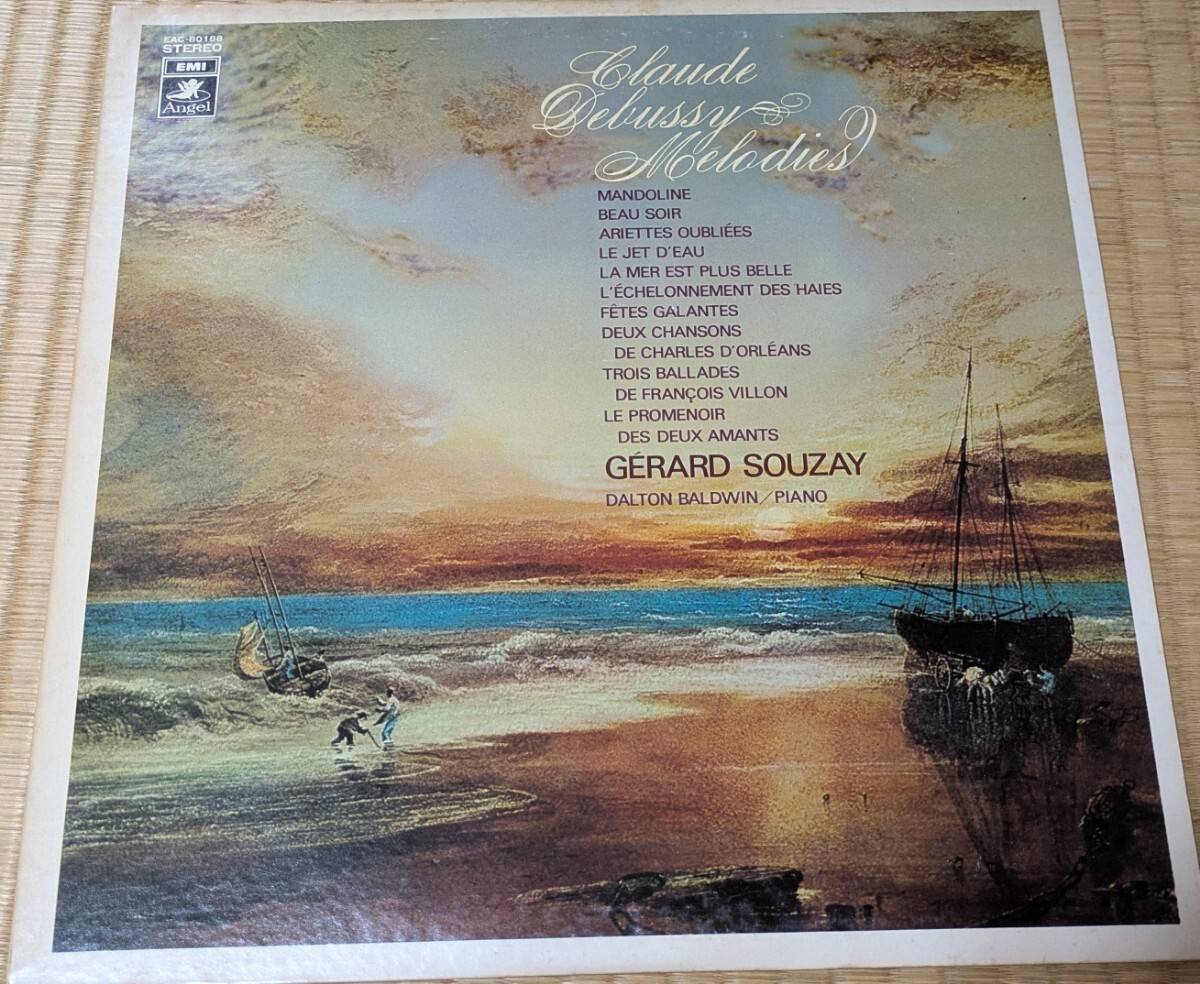 EAC-80188
STEREO
EMI
Angel
Claude
Debussy
Mélodies
MANDOLINE
BEAU SOIR
ARIETTES OUBLIÉES
LE JET D'EAU
LA MER EST PLUS BELLE
L'ÉCHELONNEMENT DES HAIES
FÊTES GALANTES
DEUX CHANSONS
DE CHARLES D'ORLÉANS
TROIS BALLADES
DE FRANÇOIS VILLON
LE PROMENOIR
DES DEUX AMANTS
GÉRARD SOUZAY
DALTON BALDWIN/PIANO